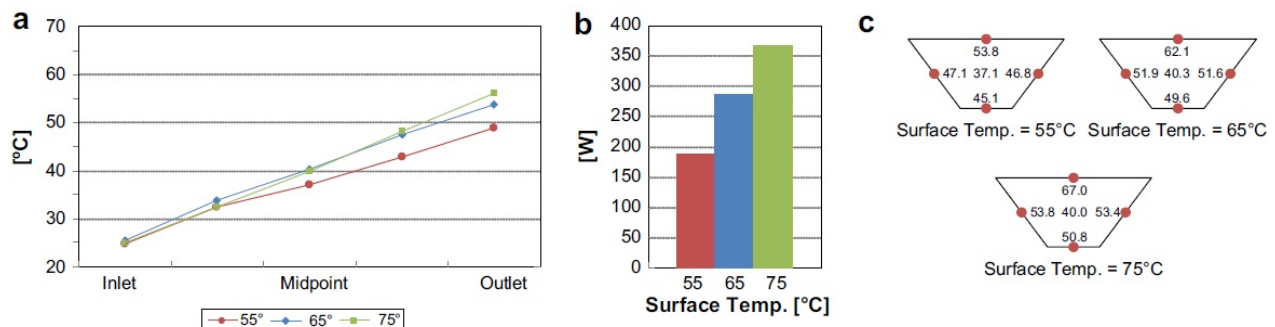 a
70
60
50
40
30
20
[°C]
Inlet Midpoint Outlet
55° 65° 75°
b
400
350
300
250
200
150
100
50
0
[W]
55 65 75
Surface Temp. [°C]
c
53.8
47.1 37.1 46.8
45.1
Surface Temp. = 55°C
62.1
51.9 40.3 51.6
49.6
Surface Temp. = 65°C
67.0
53.8 40.0 53.4
50.8
Surface Temp. = 75°C